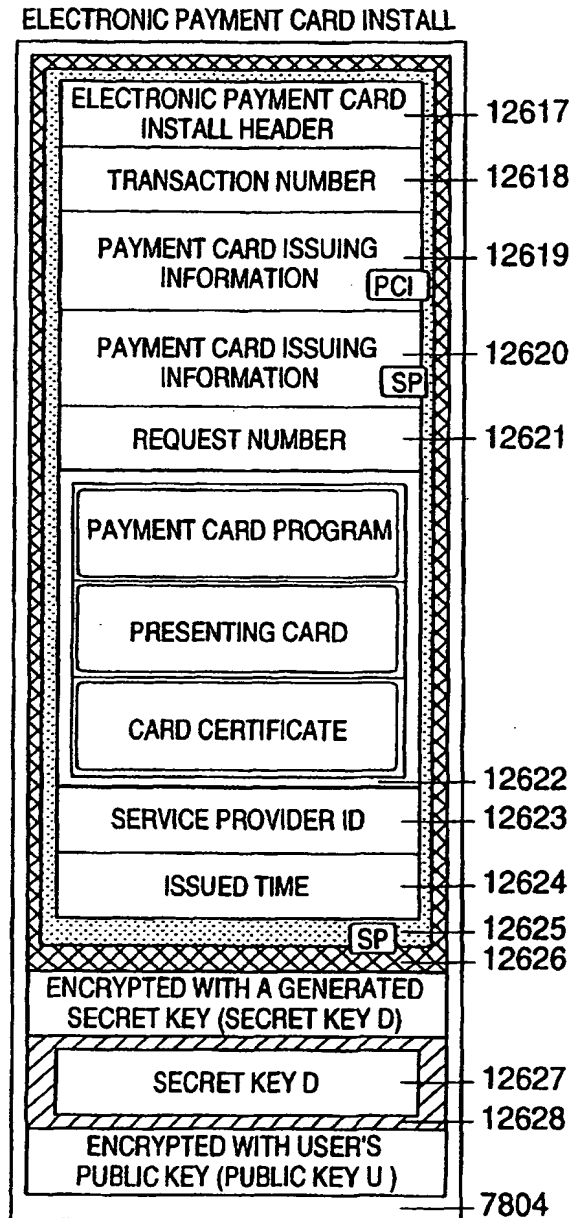 ELECTRONIC PAYMENT CARD INSTALL
ELECTRONIC PAYMENT CARD
INSTALL HEADER
12617
TRANSACTION NUMBER
12618
PAYMENT CARD ISSUING
INFORMATION
12619
PCI
PAYMENT CARD ISSUING
INFORMATION
12620
SP
REQUEST NUMBER
12621
PAYMENT CARD PROGRAM
PRESENTING CARD
CARD CERTIFICATE
12622
SERVICE PROVIDER ID
12623
ISSUED TIME
12624
SP
12625
12626
ENCRYPTED WITH A GENERATED
SECRET KEY (SECRET KEY D)
SECRET KEY D
12627
12628
ENCRYPTED WITH USER'S
PUBLIC KEY (PUBLIC KEY U )
7804